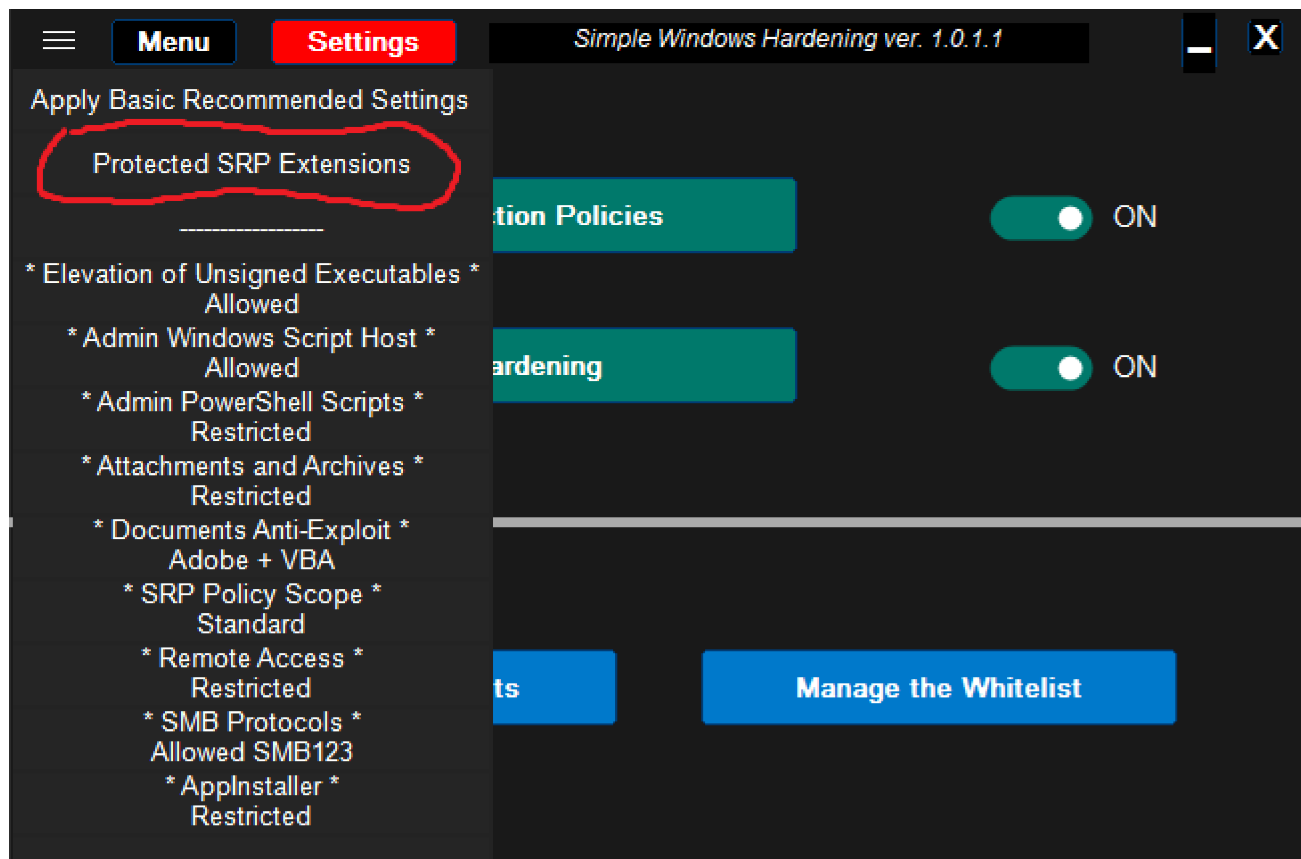 Menu
Settings
Simple Windows Hardening ver. 1.0.1.1
X
Apply Basic Recommended Settings
Protected SRP Extensions
------------------
* Elevation of Unsigned Executables *
Allowed
* Admin Windows Script Host *
Allowed
* Admin PowerShell Scripts *
Restricted
* Attachments and Archives *
Restricted
* Documents Anti-Exploit *
Adobe + VBA
* SRP Policy Scope *
Standard
* Remote Access *
Restricted
* SMB Protocols *
Allowed SMB123
* AppInstaller *
Restricted
tion Policies
ON
ardening
ON
ts
Manage the Whitelist